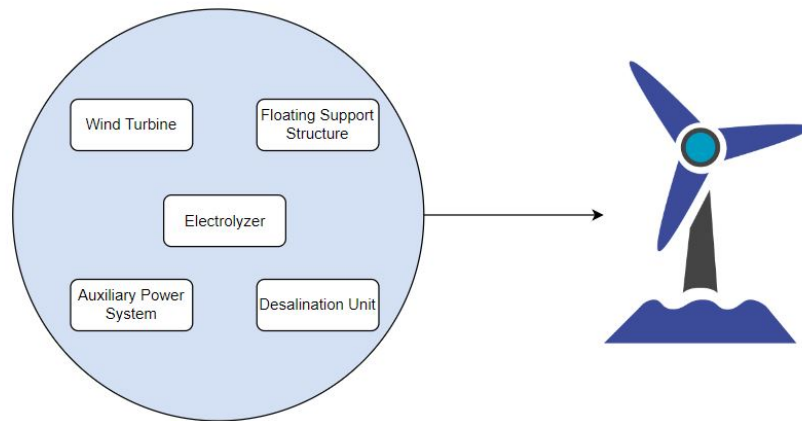 Wind Turbine
Floating Support
Structure
Electrolyzer
Auxiliary Power
System
Desalination Unit